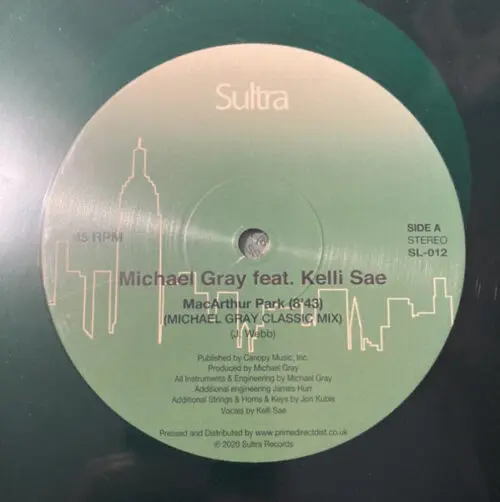 Sultra
45 RPM
SIDE A
STEREO
SL-012
Michael Gray feat. Kelli Sae
MacArthur Park (8'43)
(MICHAEL GRAY CLASSIC MIX)
(J. Webb)
Published by Canopy Music, Inc.
Produced by Michael Gray
All Instruments & Engineering by Michael Gray
Additional engineering James Hurr
Additional Strings & Horns & Keys by Jon Kubis
Vocals by Kelli Sae
Pressed and Distributed by www.primedirectdist.co.uk
℗ 2020 Sultra Records